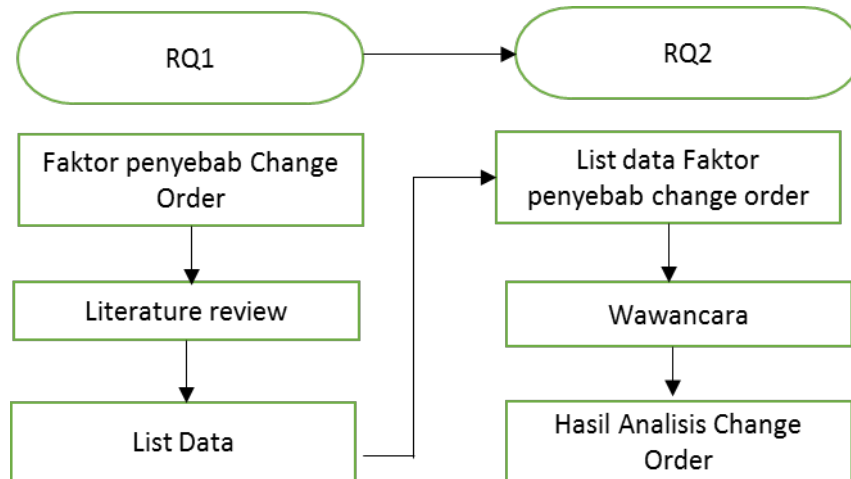 RQ1
RQ2
Faktor penyebab Change
Order
Literature review
List Data
List data Faktor
penyebab change order
Wawancara
Hasil Analisis Change
Order